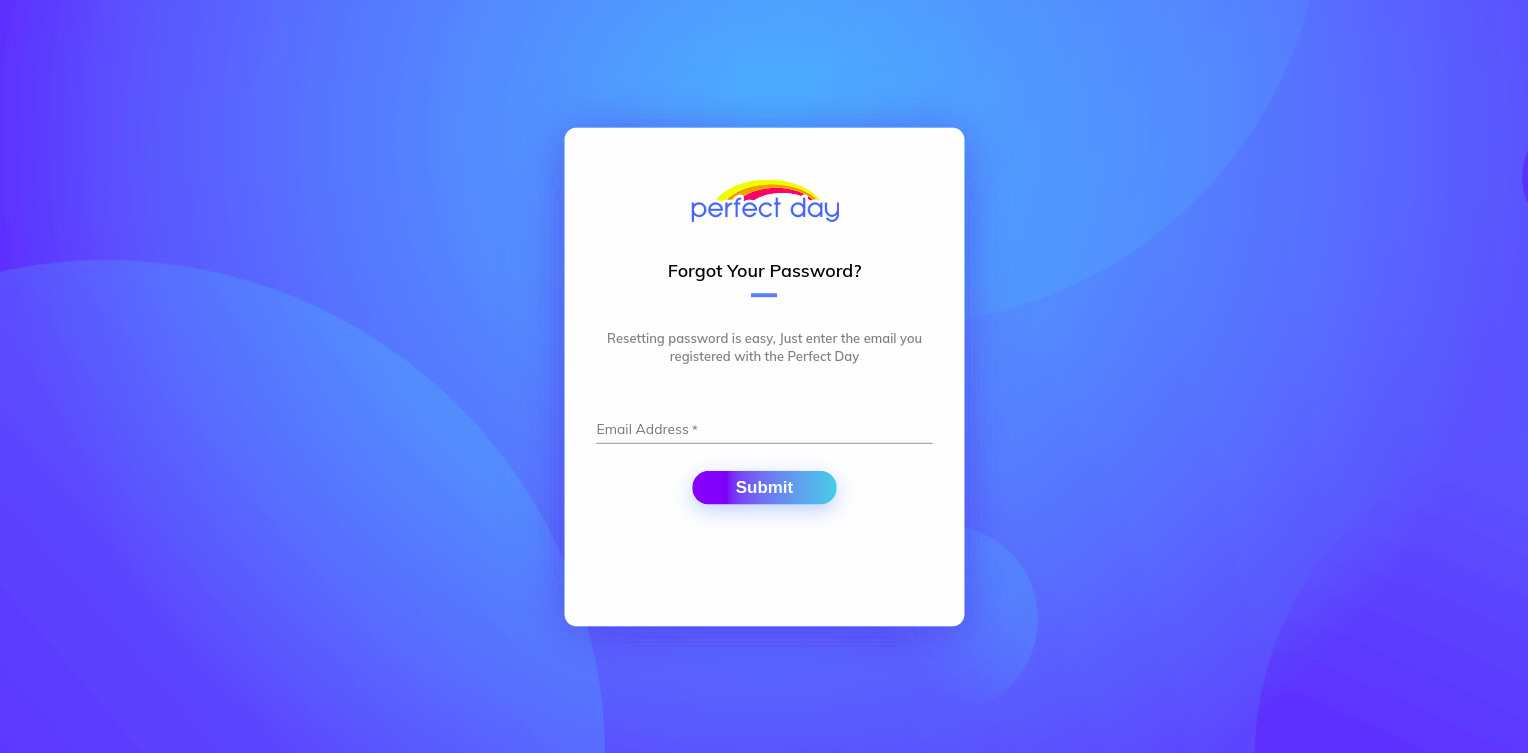 perfect day
Forgot Your Password?
Resetting password is easy, Just enter the email you
registered with the Perfect Day
Email Address *
Submit